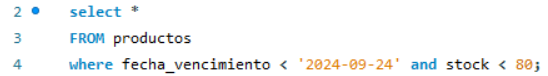 2 select *
3 FROM productos
4 where fecha_vencimiento < '2024-09-24' and stock < 80;